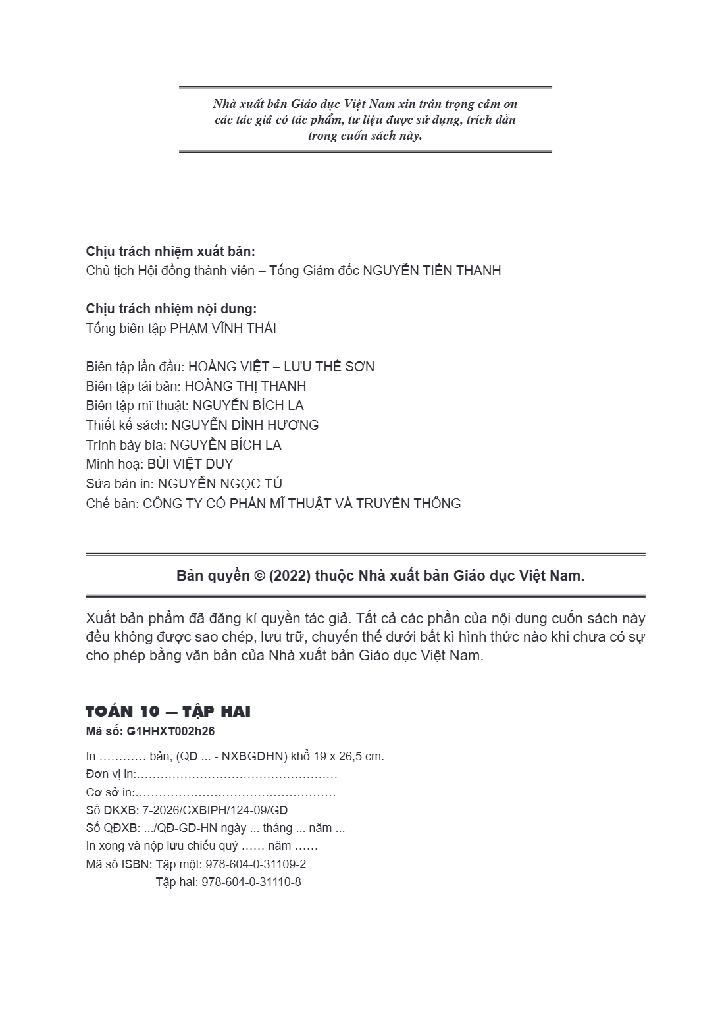 Nhà xuất bản Giáo dục Việt Nam xin trân trọng cảm ơn
các tác giả có tác phẩm, tư liệu được sử dụng, trích dẫn
trong cuốn sách này.
Chịu trách nhiệm xuất bản:
Chủ tịch Hội đồng thành viên – Tổng Giám đốc NGUYỄN TIẾN THANH
Chịu trách nhiệm nội dung:
Tổng biên tập PHẠM VĨNH THÁI
Biên tập lần đầu: HOÀNG VIỆT – LƯU THẾ SƠN
Biên tập tái bản: HOÀNG THỊ THANH
Biên tập mĩ thuật: NGUYỄN BÍCH LA
Thiết kế sách: NGUYỄN ĐÌNH HƯƠNG
Trình bày bìa: NGUYỄN BÍCH LA
Minh hoạ: BÙI VIỆT DUY
Sửa bản in: NGUYỄN NGỌC TÚ
Chế bản: CÔNG TY CỔ PHẦN MĨ THUẬT VÀ TRUYỀN THÔNG
Bản quyền © (2022) thuộc Nhà xuất bản Giáo dục Việt Nam.
Xuất bản phẩm đã đăng kí quyền tác giả. Tất cả các phần của nội dung cuốn sách này
đều không được sao chép, lưu trữ, chuyển thể dưới bất kì hình thức nào khi chưa có sự
cho phép bằng văn bản của Nhà xuất bản Giáo dục Việt Nam.
TOÁN 10 – TẬP HAI
Mã số: G1HHXT002h26
In ………… bản, (QĐ ... - NXBGDHN) khổ 19 x 26,5 cm.
Đơn vị in:……………………………………………
Cơ sở in:……………………………………………
Số ĐKXB: 7-2026/CXBIPH/124-09/GD
Số QĐXB: .../QĐ-GD-HN ngày ... tháng ... năm ...
In xong và nộp lưu chiểu quý …… năm ……
Mã số ISBN: Tập một: 978-604-0-31109-2
Tập hai: 978-604-0-31110-8